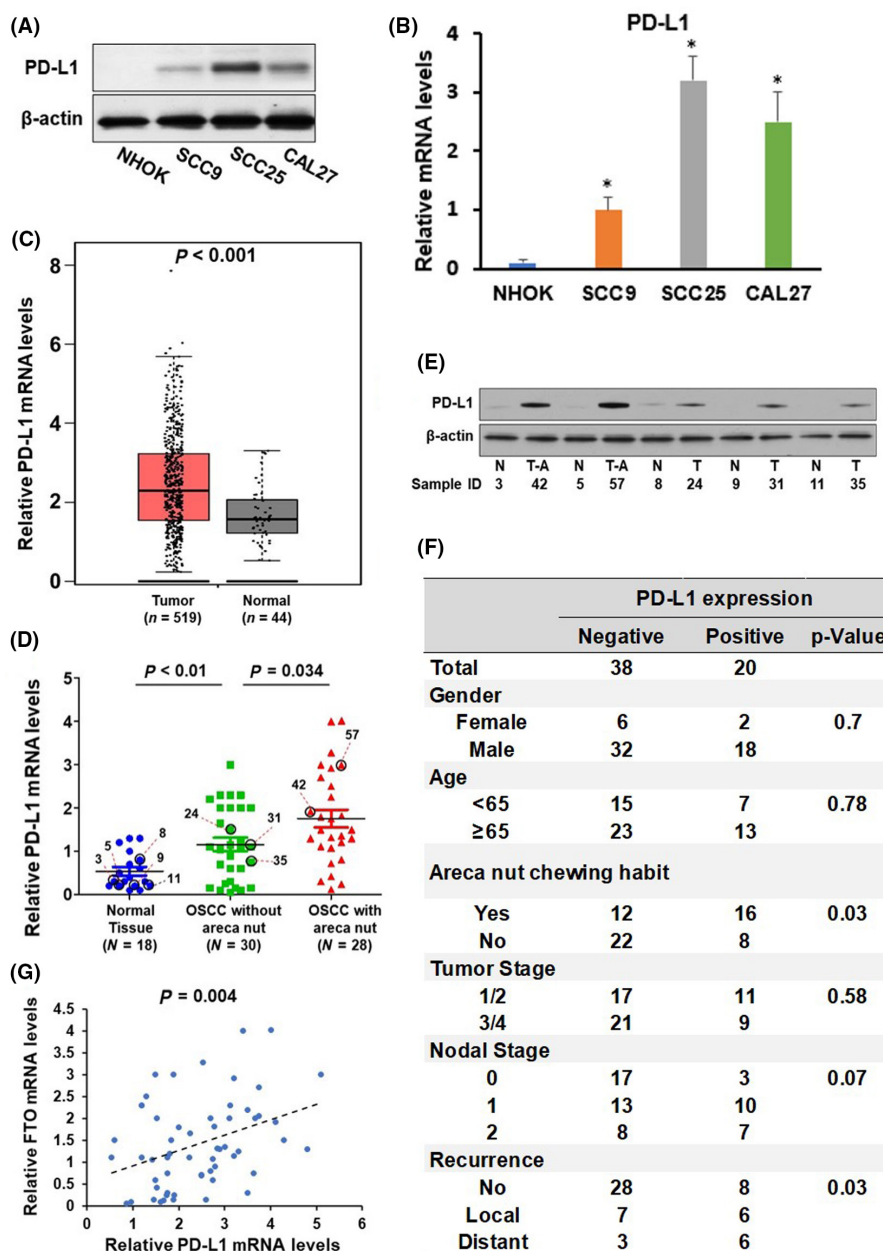 (A)
PD-L1
β-actin
NHOK SCC9 SCC25 CAL27
(B)
PD-L1
Relative mRNA levels
4
3
2
1
0
* * *
NHOK SCC9 SCC25 CAL27
(C)
P < 0.001
Relative PD-L1 mRNA levels
8
6
4
2
0
Tumor Normal
(n = 519) (n = 44)
(D)
P < 0.01 P = 0.034
Relative PD-L1 mRNA levels
5
4
3
2
1
0
3 5 8 9 11
24 31 35
42 57
Normal OSCC without OSCC with
Tissue areca nut areca nut
(N = 18) (N = 30) (N = 28)
(E)
PD-L1
β-actin
N T-A N T-A N T N T N T
Sample ID 3 42 5 57 8 24 9 31 11 35
(F)
PD-L1 expression
Negative Positive p-Value
Total 38 20
Gender
Female 6 2 0.7
Male 32 18
Age
<65 15 7 0.78
≥65 23 13
Areca nut chewing habit
Yes 12 16 0.03
No 22 8
Tumor Stage
1/2 17 11 0.58
3/4 21 9
Nodal Stage
0 17 3 0.07
1 13 10
2 8 7
Recurrence
No 28 8 0.03
Local 7 6
Distant 3 6
(G)
P = 0.004
Relative FTO mRNA levels
4.5
4
3.5
3
2.5
2
1.5
1
0.5
0
0 1 2 3 4 5 6
Relative PD-L1 mRNA levels